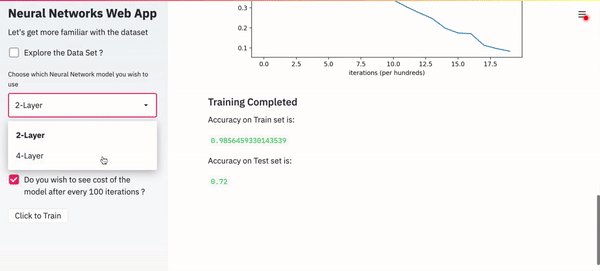 Neural Networks Web App
Let's get more familiar with the dataset
Explore the Data Set ?
Choose which Neural Network model you wish to
use
2-Layer
2-Layer
4-Layer
Do you wish to see cost of the
model after every 100 iterations ?
Click to Train
0.3
0.2
0.1
0.0 2.5 5.0 7.5 10.0 12.5 15.0 17.5
iterations (per hundreds)
Training Completed
Accuracy on Train set is:
0.9856459330143539
Accuracy on Test set is:
0.72